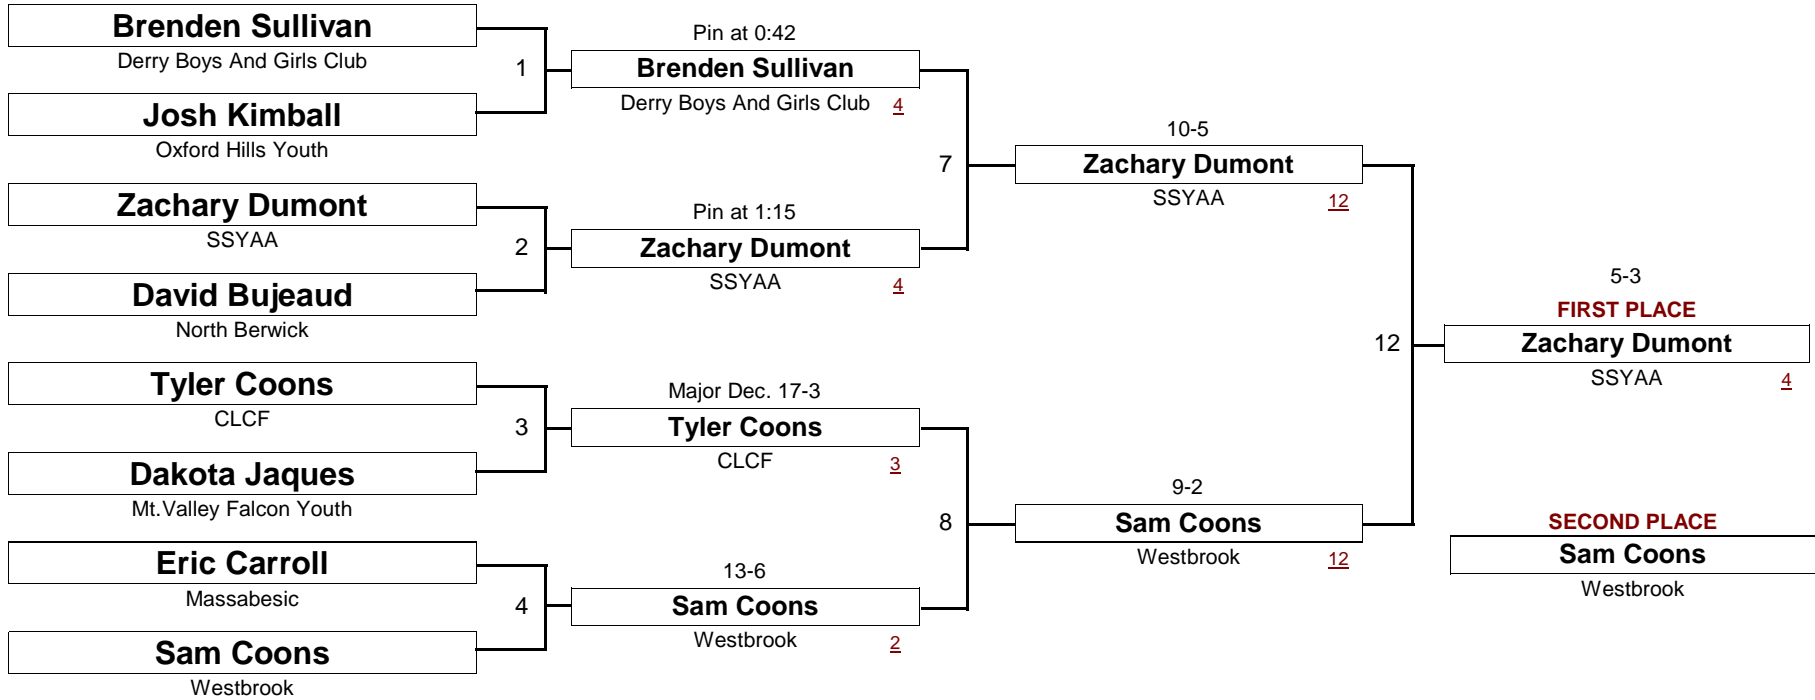 Brenden Sullivan
Derry Boys And Girls Club
1
Josh Kimball
Oxford Hills Youth
Zachary Dumont
SSYAA
2
David Bujeaud
North Berwick
Tyler Coons
CLCF
3
Dakota Jaques
Mt.Valley Falcon Youth
Eric Carroll
Massabesic
4
Sam Coons
Westbrook
Pin at 0:42
Brenden Sullivan
Derry Boys And Girls Club 4
7
Pin at 1:15
Zachary Dumont
SSYAA 4
Major Dec. 17-3
Tyler Coons
CLCF 3
8
13-6
Sam Coons
Westbrook 2
10-5
Zachary Dumont
SSYAA 12
12
9-2
Sam Coons
Westbrook 12
5-3
FIRST PLACE
Zachary Dumont
SSYAA 4
SECOND PLACE
Sam Coons
Westbrook